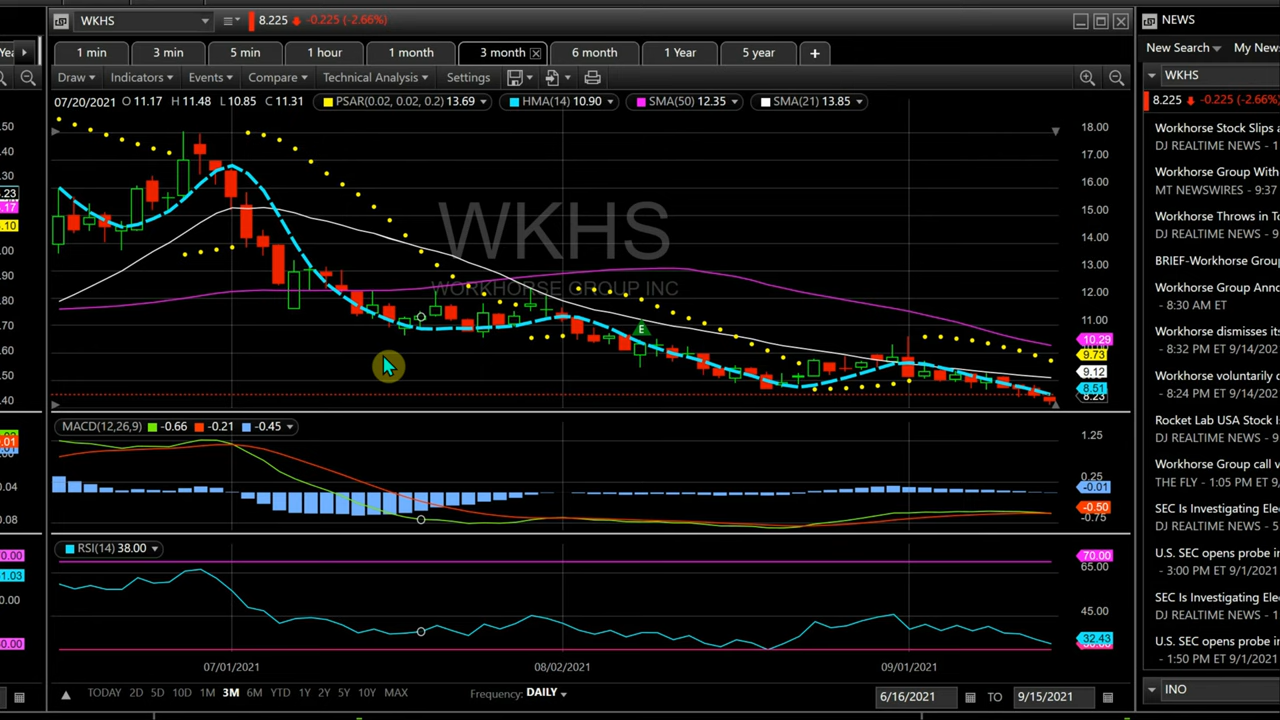 WKHS
8.225 -0.225 (-2.66%)
NEWS
1 min 3 min 5 min 1 hour 1 month 3 month 6 month 1 Year 5 year +
New Search My New
Draw Indicators Events Compare Technical Analysis Settings
WKHS
07/20/2021 O 11.17 H 11.48 L 10.85 C 11.31 PSAR(0.02, 0.02, 0.2) 13.69 HMA(14) 10.90 SMA(50) 12.35 SMA(21) 13.85
8.225 -0.225 (-2.66%)
18.00
17.00
16.00
15.00
14.00
13.00
12.00
11.00
10.29
9.73
9.12
8.51
8.23
WKHS
WORKHORSE GROUP INC
E
Workhorse Stock Slips a
DJ REALTIME NEWS - 1
Workhorse Group With
MT NEWSWIRES - 9:37
Workhorse Throws in To
DJ REALTIME NEWS - 9
BRIEF-Workhorse Group
Workhorse Group Anno
- 8:30 AM ET
Workhorse dismisses its
- 8:32 PM ET 9/14/202
Workhorse voluntarily d
- 8:24 PM ET 9/14/202
Rocket Lab USA Stock Is
DJ REALTIME NEWS - 9
Workhorse Group call v
THE FLY - 1:05 PM ET 9/
SEC Is Investigating Ele
DJ REALTIME NEWS - 5
U.S. SEC opens probe in
- 3:00 PM ET 9/1/2021
SEC Is Investigating Ele
DJ REALTIME NEWS - 5
U.S. SEC opens probe in
- 1:50 PM ET 9/1/2021
INO
MACD(12,26,9) -0.66 -0.21 -0.45
1.25
0.25
-0.01
-0.50
-0.75
RSI(14) 38.00
70.00
65.00
45.00
32.43
07/01/2021 08/02/2021 09/01/2021
TODAY 2D 5D 10D 1M 3M 6M YTD 1Y 2Y 5Y 10Y MAX Frequency: DAILY 6/16/2021 TO 9/15/2021